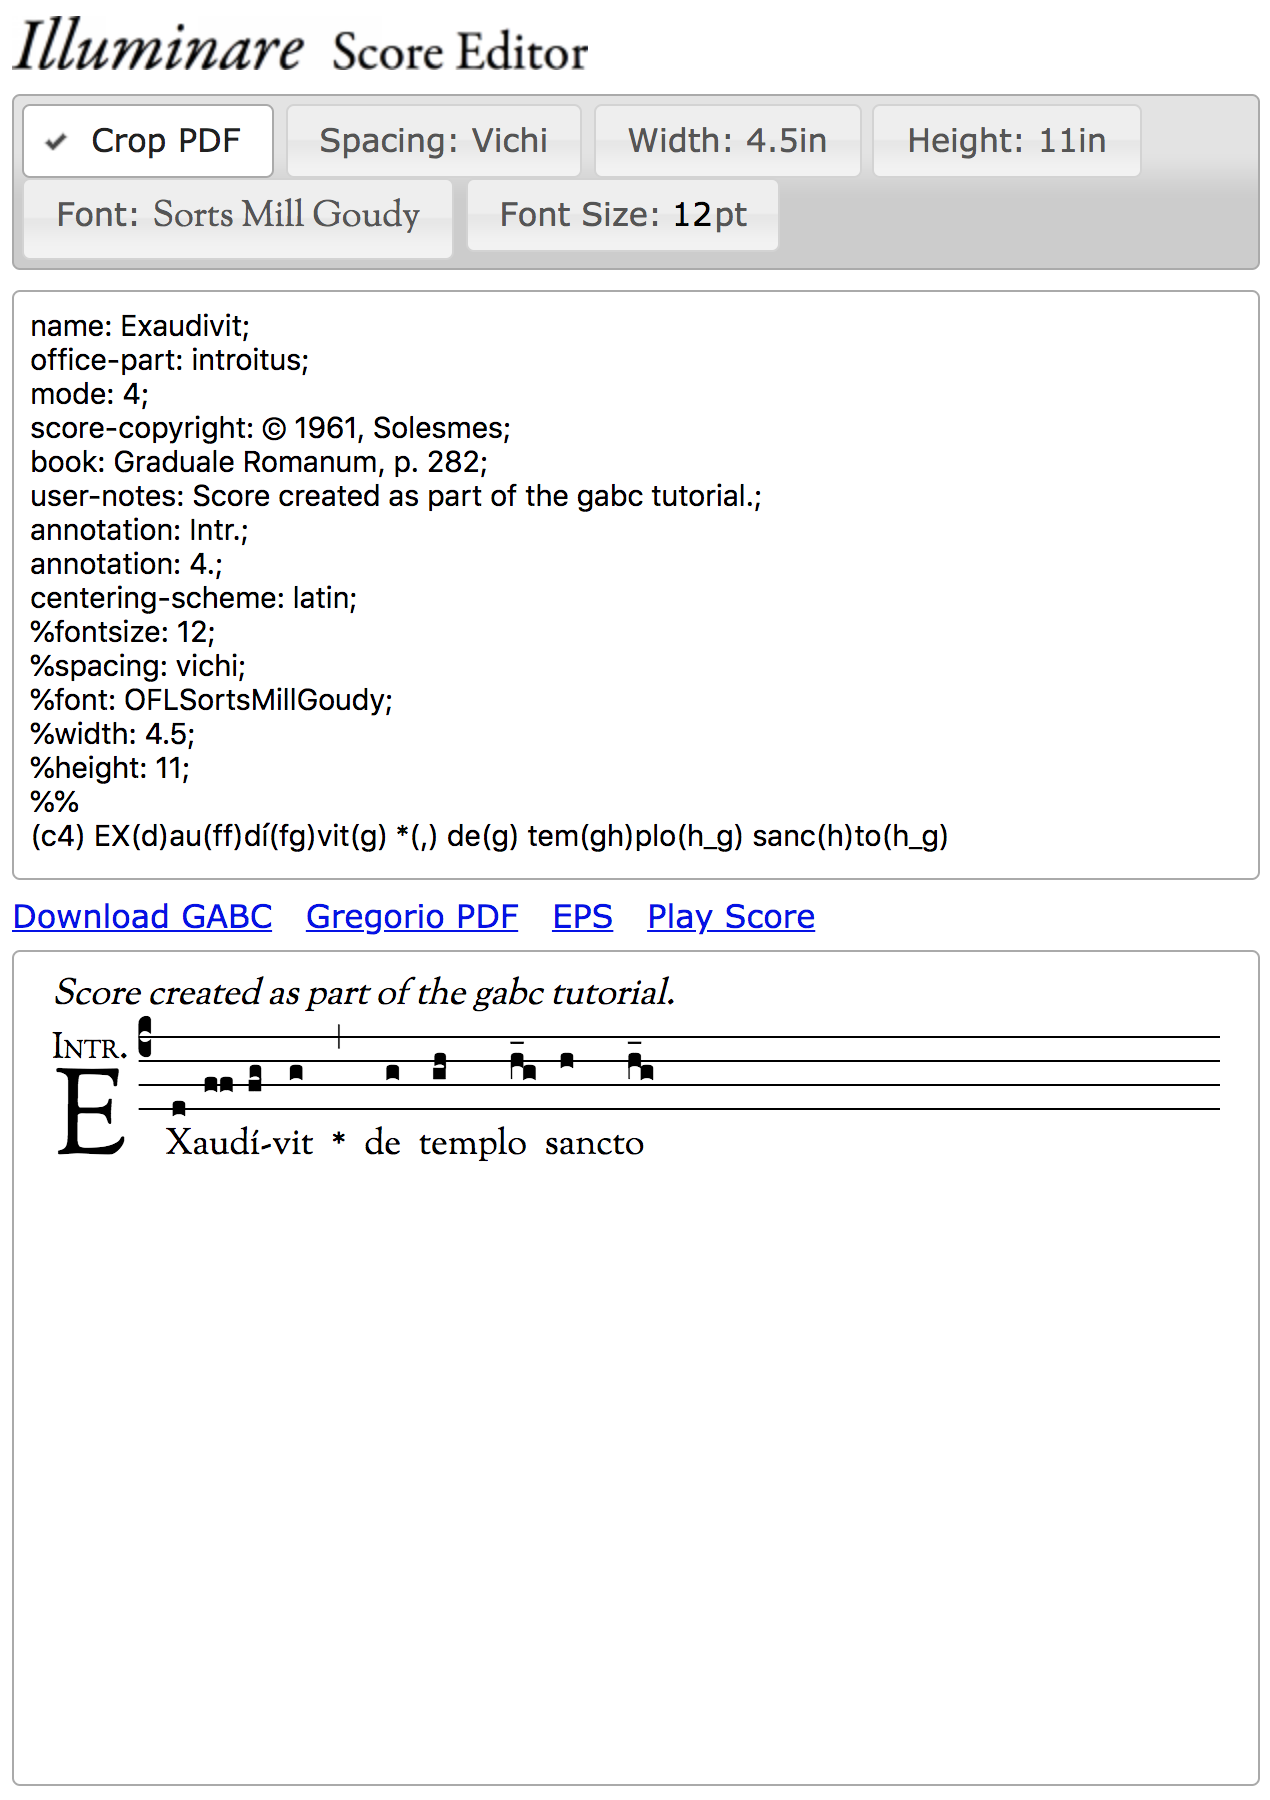 Illuminare Score Editor
✔ Crop PDF Spacing: Vichi Width: 4.5in Height: 11in
Font: Sorts Mill Goudy Font Size: 12pt
name: Exaudivit;
office-part: introitus;
mode: 4;
score-copyright: © 1961, Solesmes;
book: Graduale Romanum, p. 282;
user-notes: Score created as part of the gabc tutorial.;
annotation: Intr.;
annotation: 4.;
centering-scheme: latin;
%fontsize: 12;
%spacing: vichi;
%font: OFLSortsMillGoudy;
%width: 4.5;
%height: 11;
%%
(c4) EX(d)au(ff)dí(fg)vit(g) *(,) de(g) tem(gh)plo(h_g) sanc(h)to(h_g)
Download GABC Gregorio PDF EPS Play Score
Score created as part of the gabc tutorial.
Intr.
E Xaudí-vit * de templo sancto